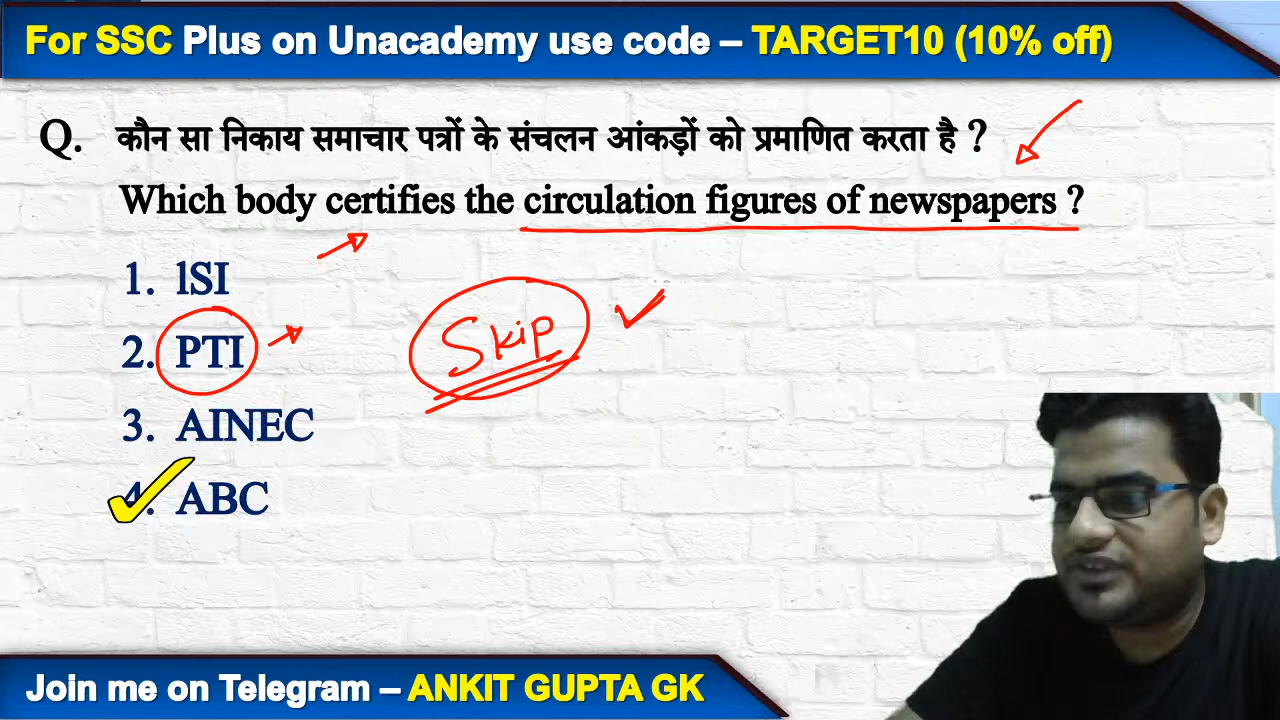 For SSC Plus on Unacademy use code – TARGET10 (10% off)
Q. कौन सा निकाय समाचार पत्रों के संचलन आंकड़ों को प्रमाणित करता है ?
Which body certifies the circulation figures of newspapers ?
1. lSI
2. PTI
Skip
3. AINEC
4. ABC
Join me on Telegram – ANKIT GUPTA GK